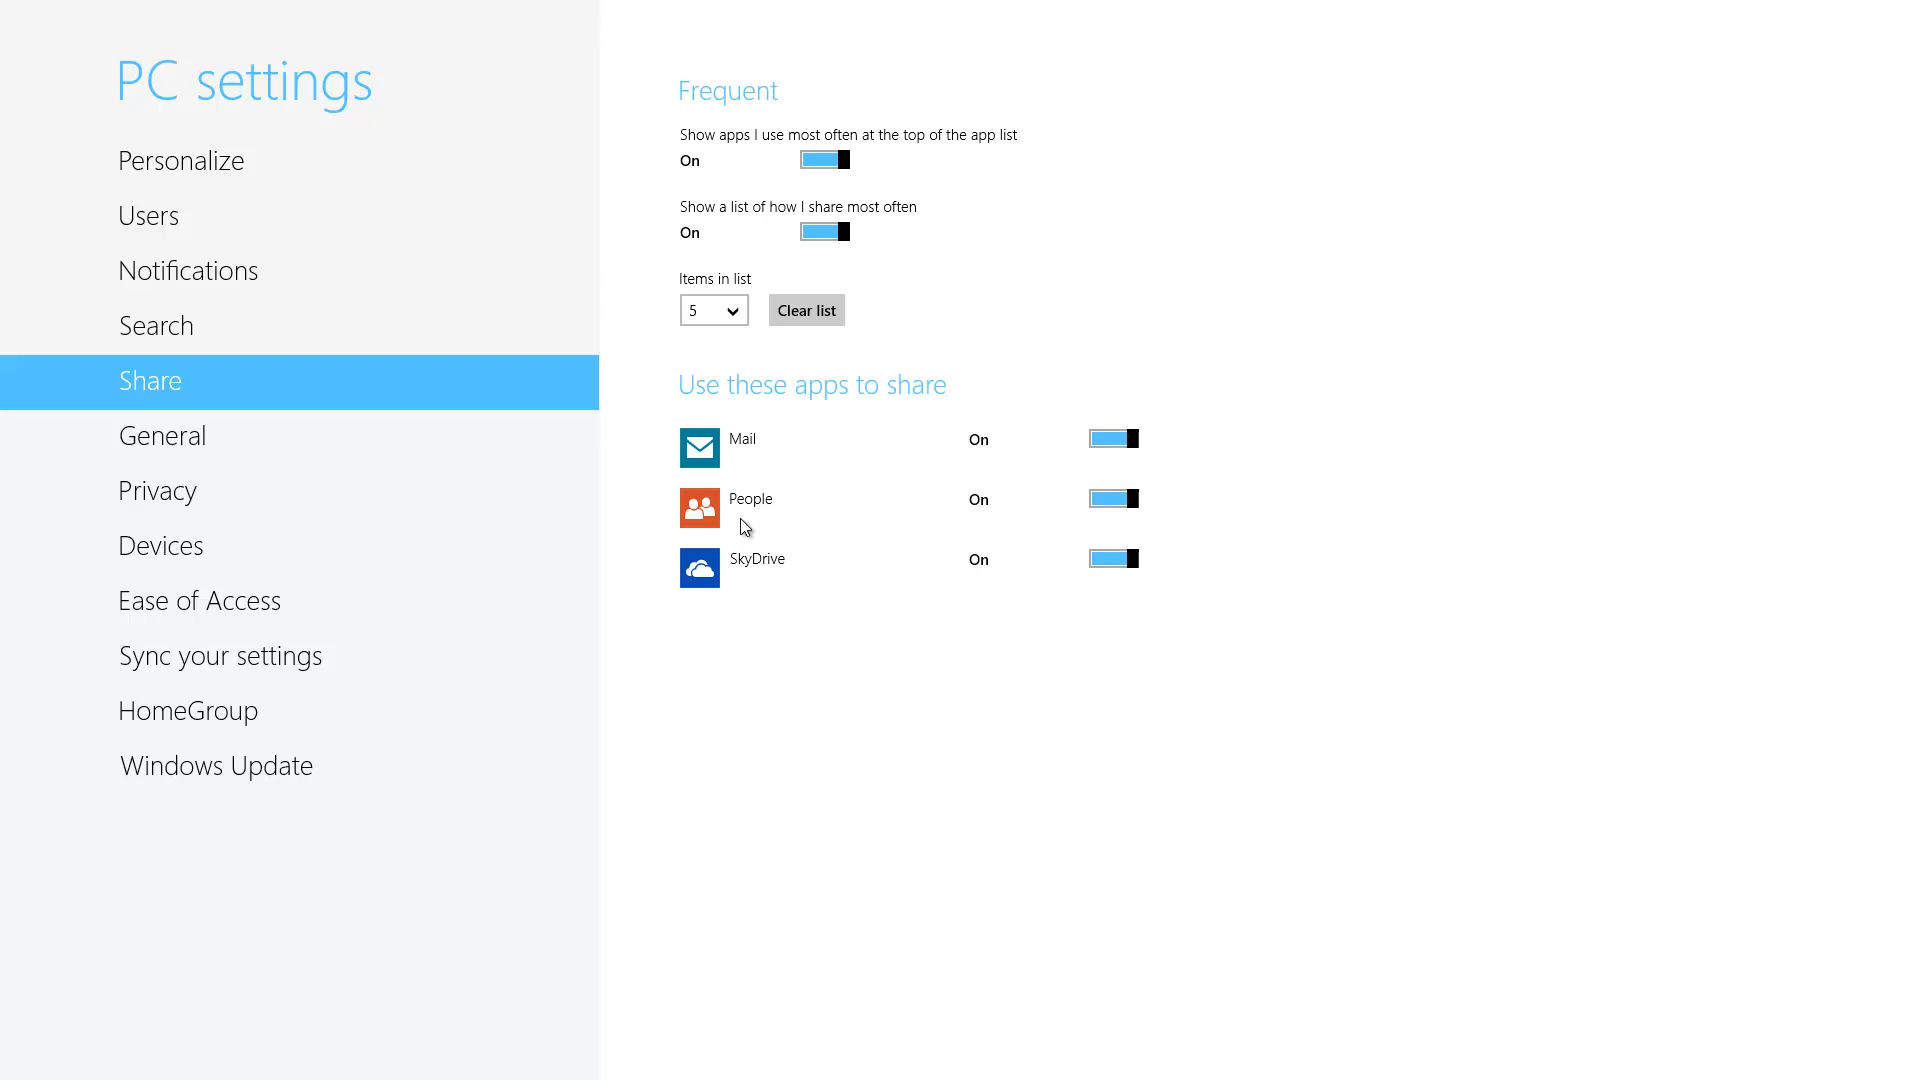 PC settings
Personalize
Users
Notifications
Search
Share
General
Privacy
Devices
Ease of Access
Sync your settings
HomeGroup
Windows Update
Frequent
Show apps I use most often at the top of the app list
On
Show a list of how I share most often
On
Items in list
5 Clear list
Use these apps to share
Mail On
People On
SkyDrive On